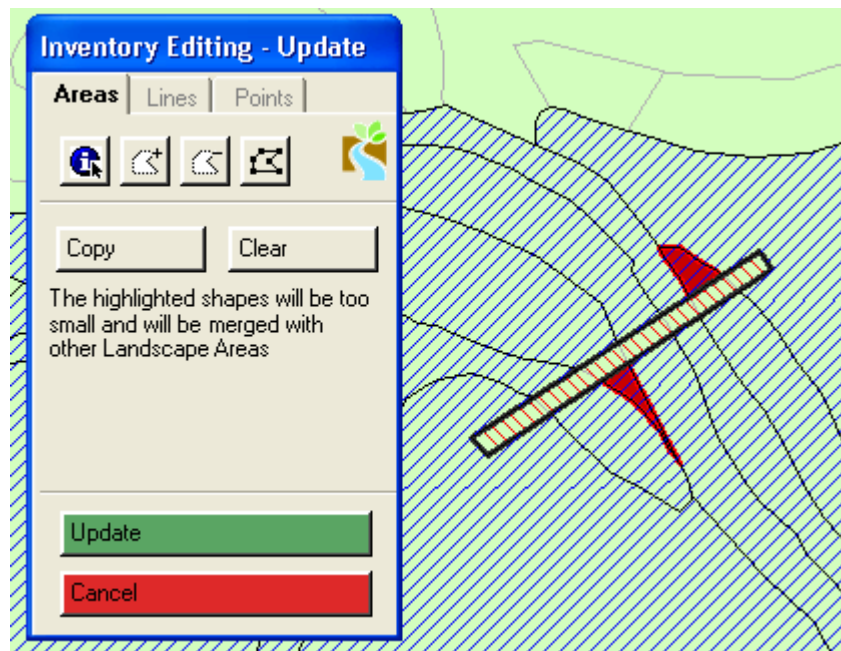 Inventory Editing - Update
Areas Lines Points
Copy Clear
The highlighted shapes will be too
small and will be merged with
other Landscape Areas
Update
Cancel